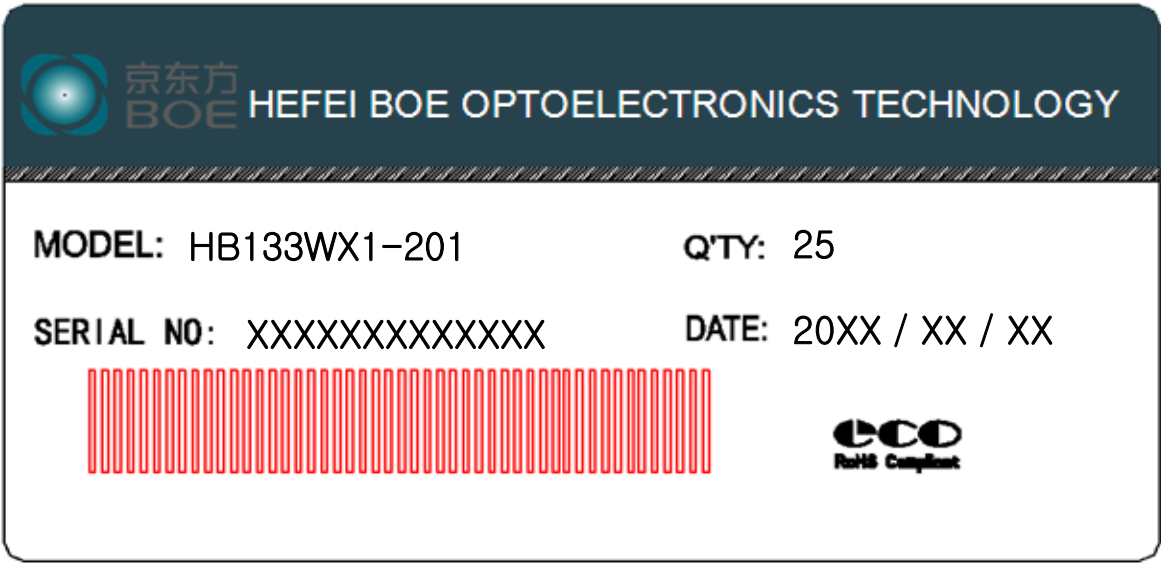 京东方
BOE HEFEI BOE OPTOELECTRONICS TECHNOLOGY
MODEL: HB133WX1-201 Q'TY: 25
SERIAL NO: XXXXXXXXXXXXX DATE: 20XX / XX / XX
eco
RoHS Compliant